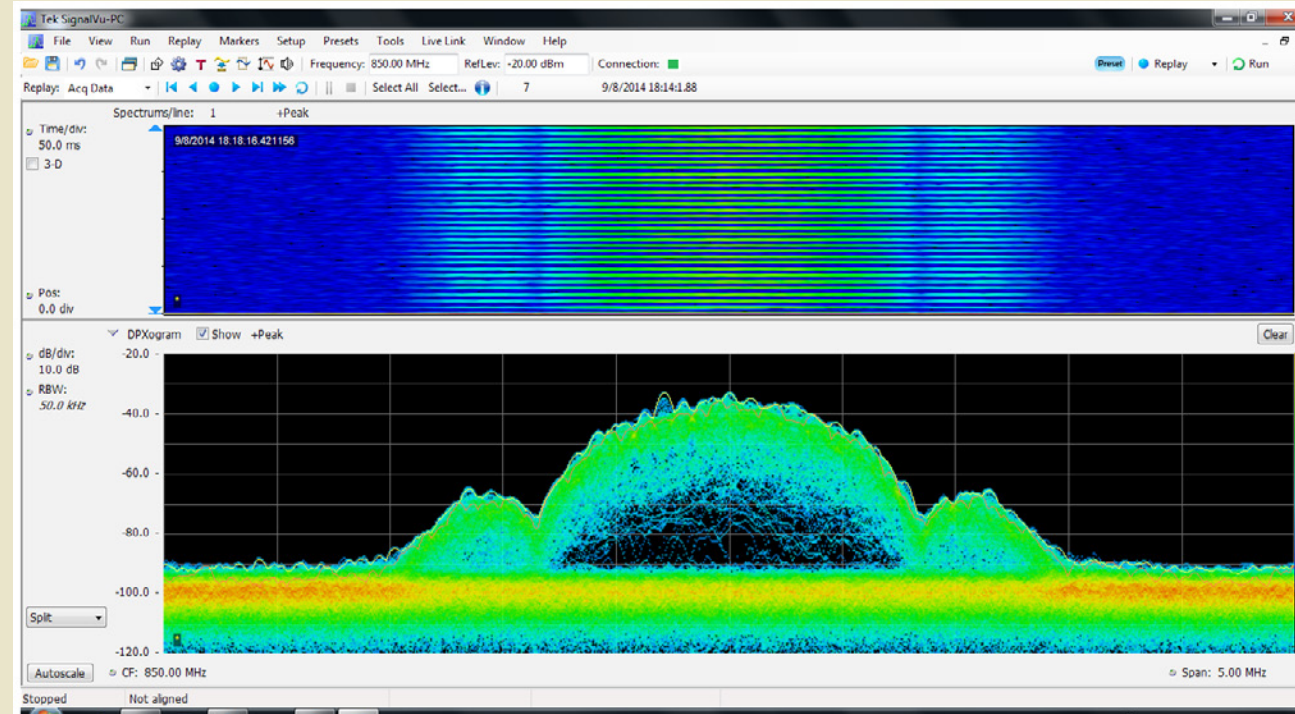 Tek SignalVu-PC
File View Run Replay Markers Setup Presets Tools Live Link Window Help
T Frequency: 850.00 MHz RefLev: -20.00 dBm Connection: Preset Replay Run
Replay: Acq Data Select All Select... 7 9/8/2014 18:14:1.88
Spectrums/line: 1 +Peak
Time/div:
50.0 ms
3-D
9/8/2014 18.18.16.421156
Pos:
0.0 div
DPXogram Show +Peak Clear
dB/div:
10.0 dB
RBW:
50.0 kHz
-20.0
-40.0
-60.0
-80.0
-100.0
-120.0
Split
Autoscale CF: 850.00 MHz Span: 5.00 MHz
Stopped Not aligned